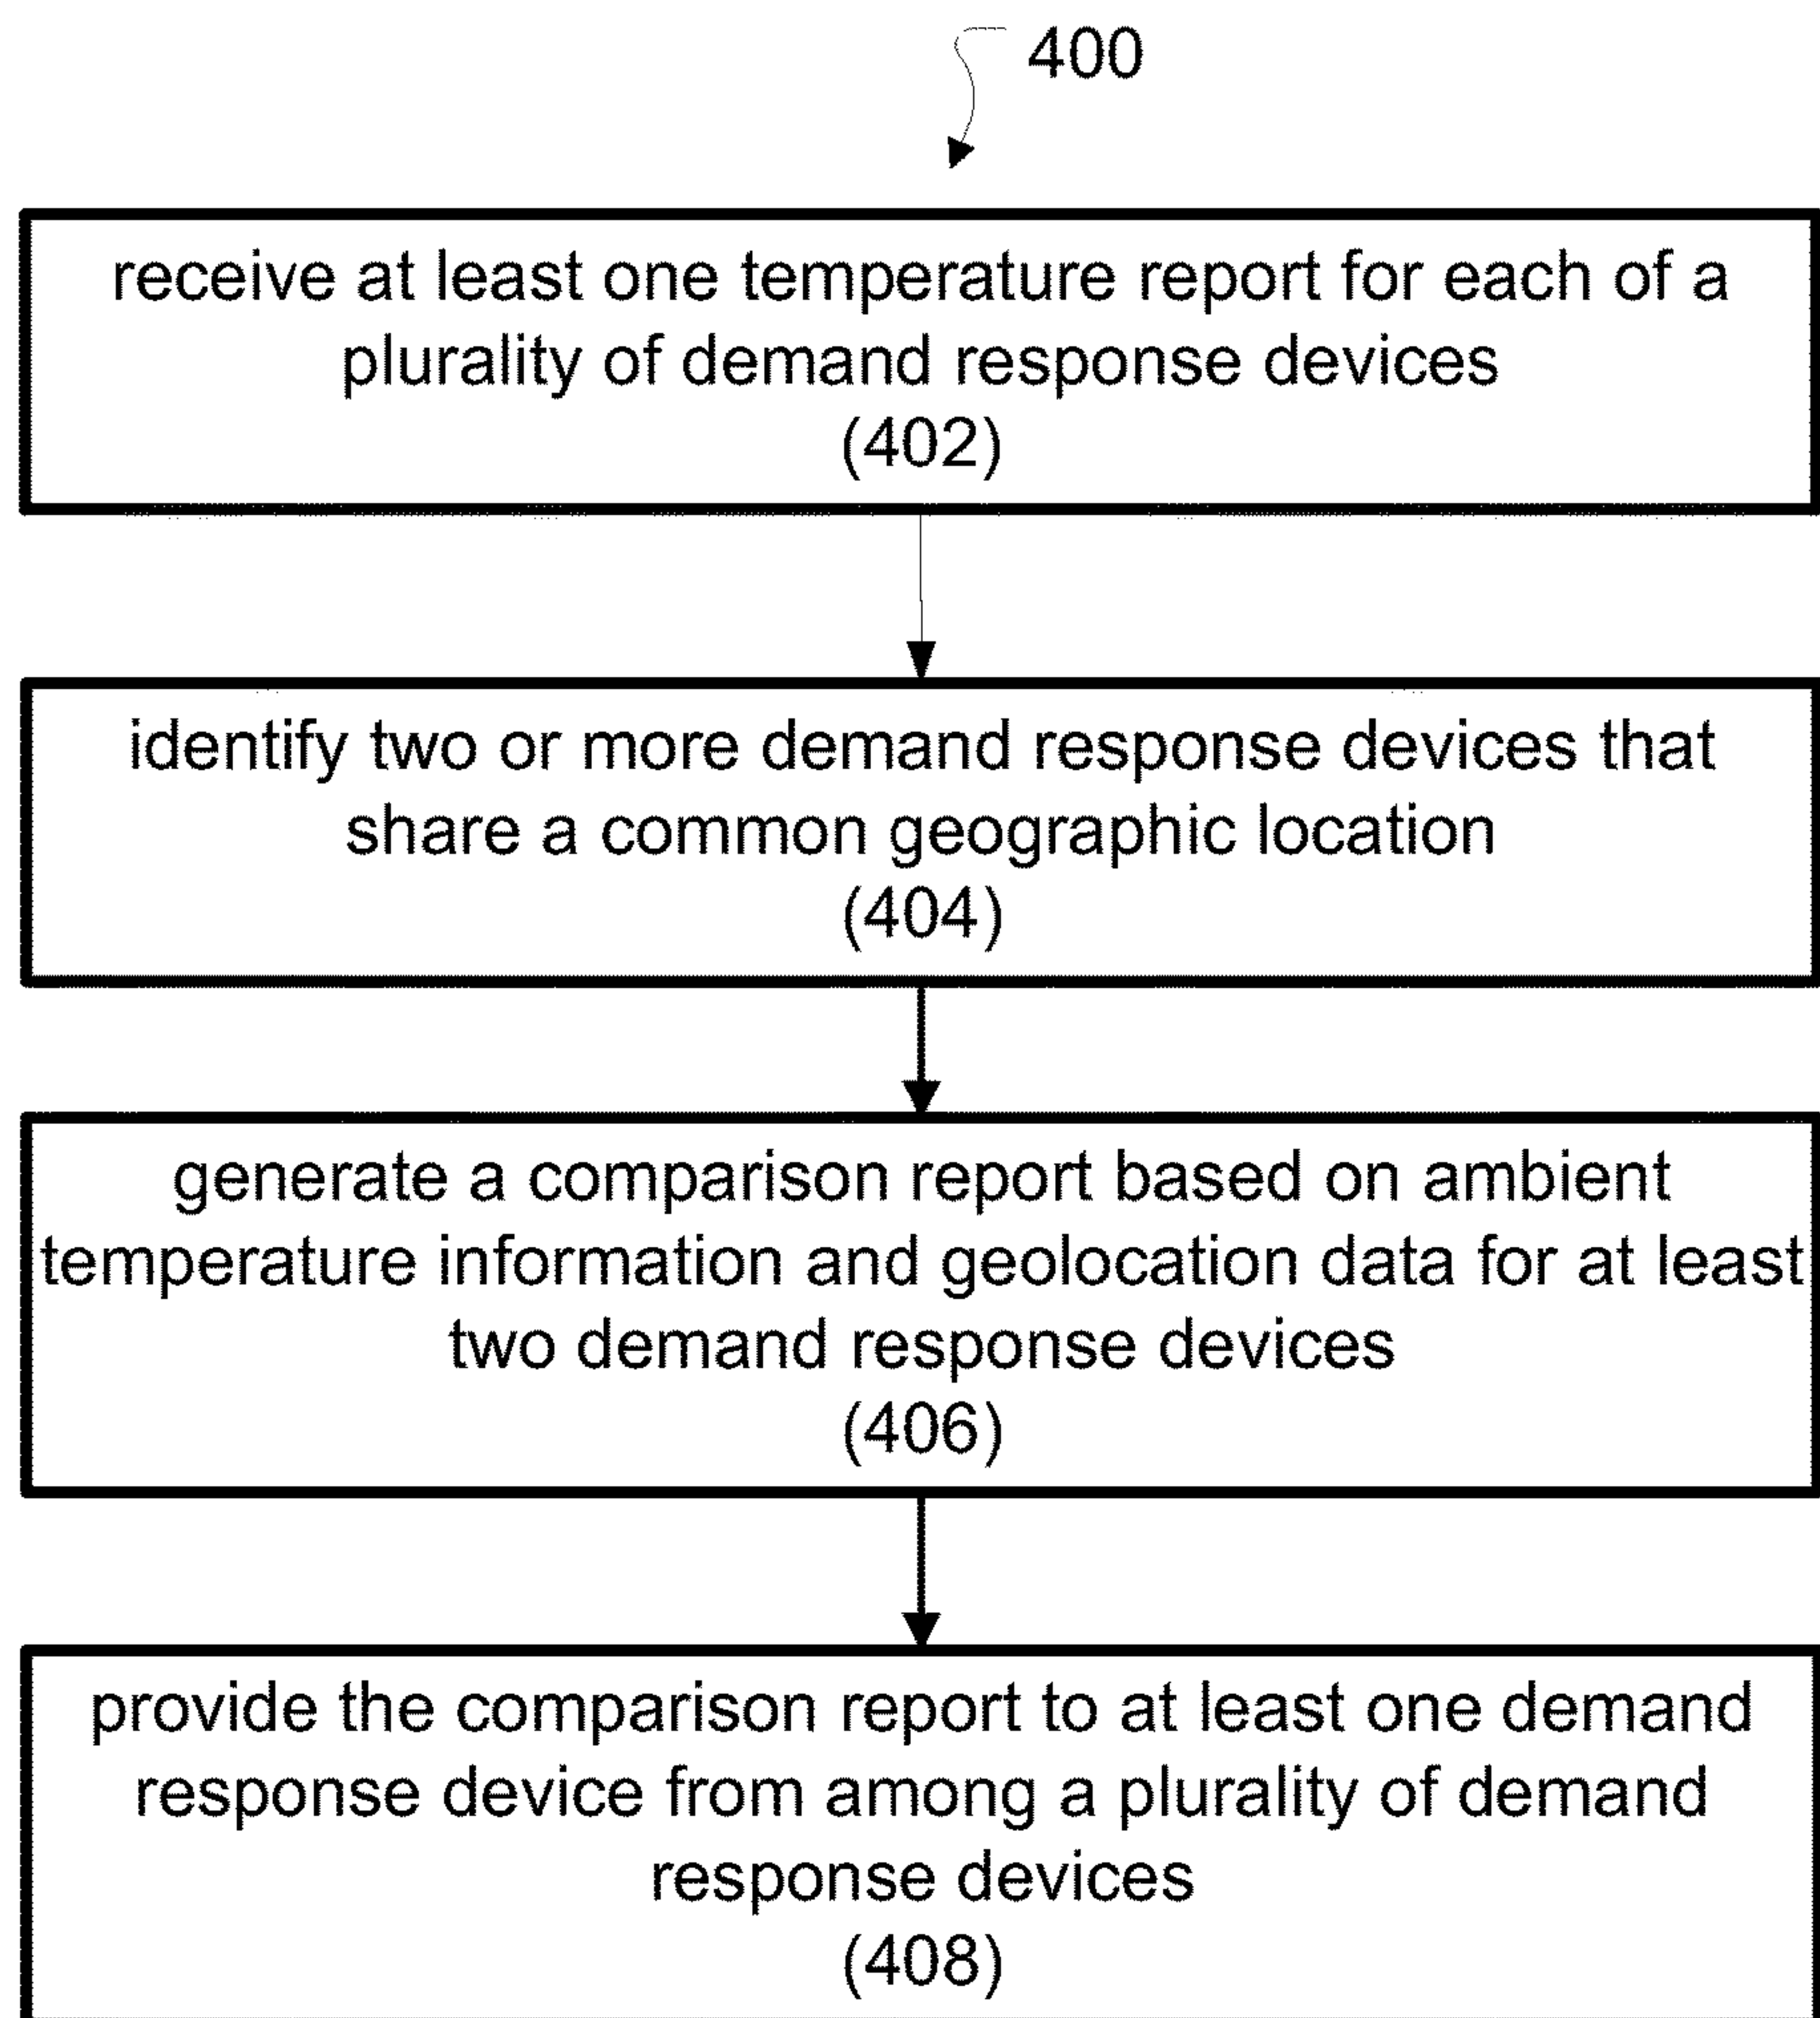 400
receive at least one temperature report for each of a
plurality of demand response devices
(402)
identify two or more demand response devices that
share a common geographic location
(404)
generate a comparison report based on ambient
temperature information and geolocation data for at least
two demand response devices
(406)
provide the comparison report to at least one demand
response device from among a plurality of demand
response devices
(408)